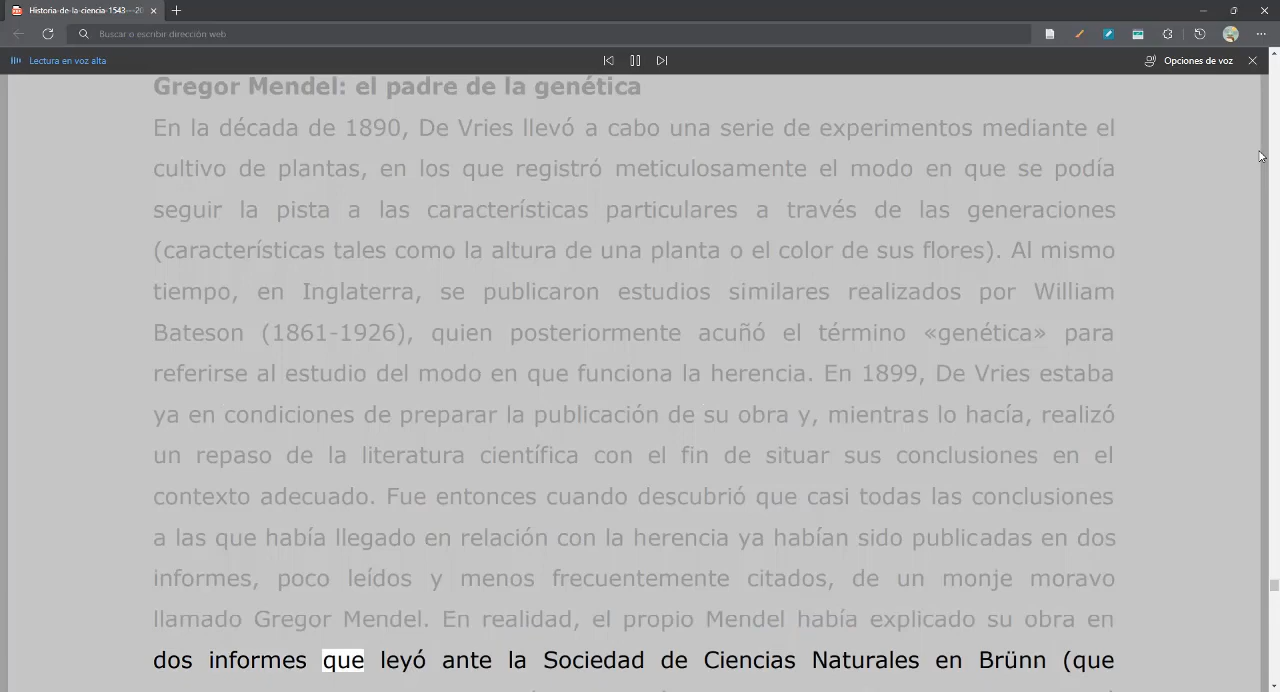 Historia-de-la-ciencia-1543---20
Buscar o escribir dirección web
Lectura en voz alta
Opciones de voz
Gregor Mendel: el padre de la genética
En la década de 1890, De Vries llevó a cabo una serie de experimentos mediante el
cultivo de plantas, en los que registró meticulosamente el modo en que se podía
seguir la pista a las características particulares a través de las generaciones
(características tales como la altura de una planta o el color de sus flores). Al mismo
tiempo, en Inglaterra, se publicaron estudios similares realizados por William
Bateson (1861-1926), quien posteriormente acuñó el término «genética» para
referirse al estudio del modo en que funciona la herencia. En 1899, De Vries estaba
ya en condiciones de preparar la publicación de su obra y, mientras lo hacía, realizó
un repaso de la literatura científica con el fin de situar sus conclusiones en el
contexto adecuado. Fue entonces cuando descubrió que casi todas las conclusiones
a las que había llegado en relación con la herencia ya habían sido publicadas en dos
informes, poco leídos y menos frecuentemente citados, de un monje moravo
llamado Gregor Mendel. En realidad, el propio Mendel había explicado su obra en
dos informes que leyó ante la Sociedad de Ciencias Naturales en Brünn (que